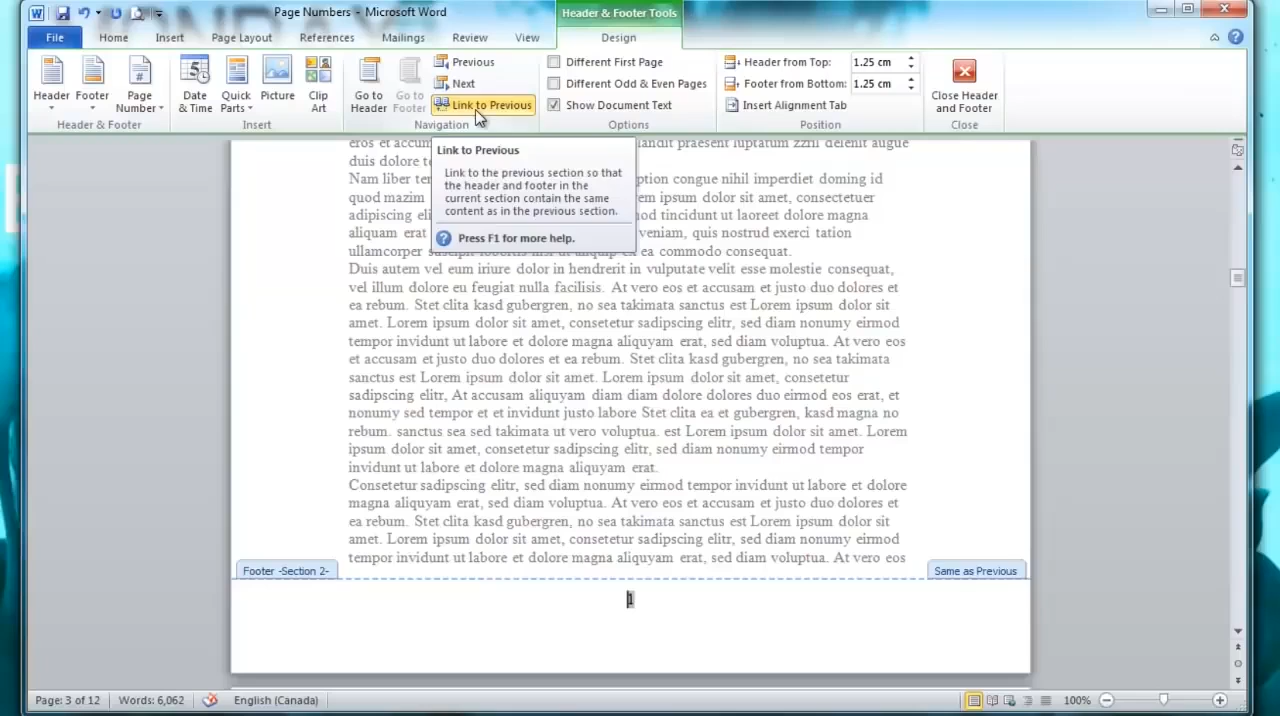 Page Numbers - Microsoft Word
Header & Footer Tools
File Home Insert Page Layout References Mailings Review View Design
Header
Footer
Page Number
Header & Footer
Date & Time
Quick Parts
Picture
Clip Art
Insert
Go to Header
Go to Footer
Previous
Next
Link to Previous
Navigation
Different First Page
Different Odd & Even Pages
Show Document Text
Options
Header from Top: 1.25 cm
Footer from Bottom: 1.25 cm
Insert Alignment Tab
Position
Close Header and Footer
Close
Link to Previous
Link to the previous section so that
the header and footer in the
current section contain the same
content as in the previous section.
Press F1 for more help.
eros et accum landit praesent luptatum zzril delenit augue
duis dolore te
Nam liber ten ption congue nihil imperdiet doming id
quod mazim em ipsum dolor sit amet, consectetuer
adipiscing elit mod tincidunt ut laoreet dolore magna
aliquam erat veniam, quis nostrud exerci tation
ullamcorper suscipit lobortis nisl ut aliquip ex ea commodo consequat.
Duis autem vel eum iriure dolor in hendrerit in vulputate velit esse molestie consequat,
vel illum dolore eu feugiat nulla facilisis. At vero eos et accusam et justo duo dolores et
ea rebum. Stet clita kasd gubergren, no sea takimata sanctus est Lorem ipsum dolor sit
amet. Lorem ipsum dolor sit amet, consetetur sadipscing elitr, sed diam nonumy eirmod
tempor invidunt ut labore et dolore magna aliquyam erat, sed diam voluptua. At vero eos
et accusam et justo duo dolores et ea rebum. Stet clita kasd gubergren, no sea takimata
sanctus est Lorem ipsum dolor sit amet. Lorem ipsum dolor sit amet, consetetur
sadipscing elitr, At accusam aliquyam diam diam dolore dolores duo eirmod eos erat, et
nonumy sed tempor et et invidunt justo labore Stet clita ea et gubergren, kasd magna no
rebum. sanctus sea sed takimata ut vero voluptua. est Lorem ipsum dolor sit amet. Lorem
ipsum dolor sit amet, consetetur sadipscing elitr, sed diam nonumy eirmod tempor
invidunt ut labore et dolore magna aliquyam erat.
Consetetur sadipscing elitr, sed diam nonumy eirmod tempor invidunt ut labore et dolore
magna aliquyam erat, sed diam voluptua. At vero eos et accusam et justo duo dolores et
ea rebum. Stet clita kasd gubergren, no sea takimata sanctus est Lorem ipsum dolor sit
amet. Lorem ipsum dolor sit amet, consetetur sadipscing elitr, sed diam nonumy eirmod
tempor invidunt ut labore et dolore magna aliquyam erat, sed diam voluptua. At vero eos
Footer -Section 2-
Same as Previous
1
Page: 3 of 12 Words: 6,062 English (Canada) 100%